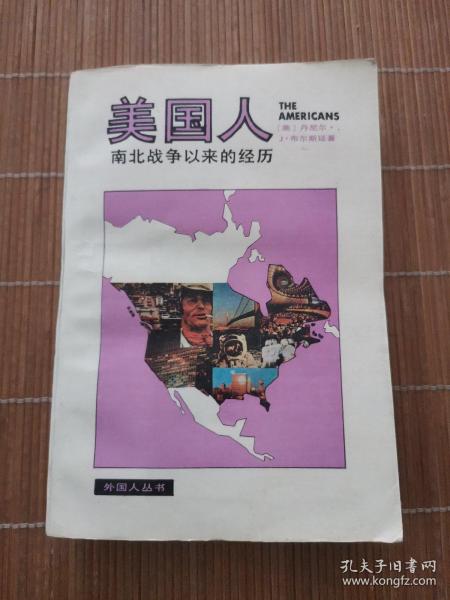 美国人
THE
AMERICANS
[美] 丹尼尔·
J·布尔斯廷著
南北战争以来的经历
外国人丛书
孔夫子旧书网
www.kongfz.com